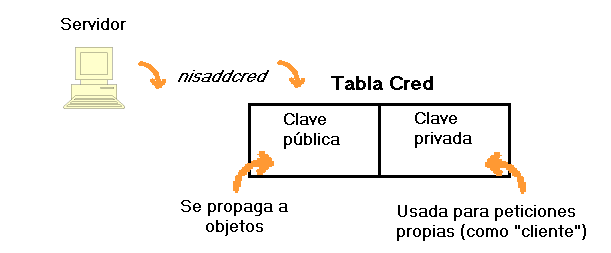 Servidor
nisaddcred
Tabla Cred
Clave
pública
Clave
privada
Se propaga a
objetos
Usada para peticiones
propias (como "cliente")